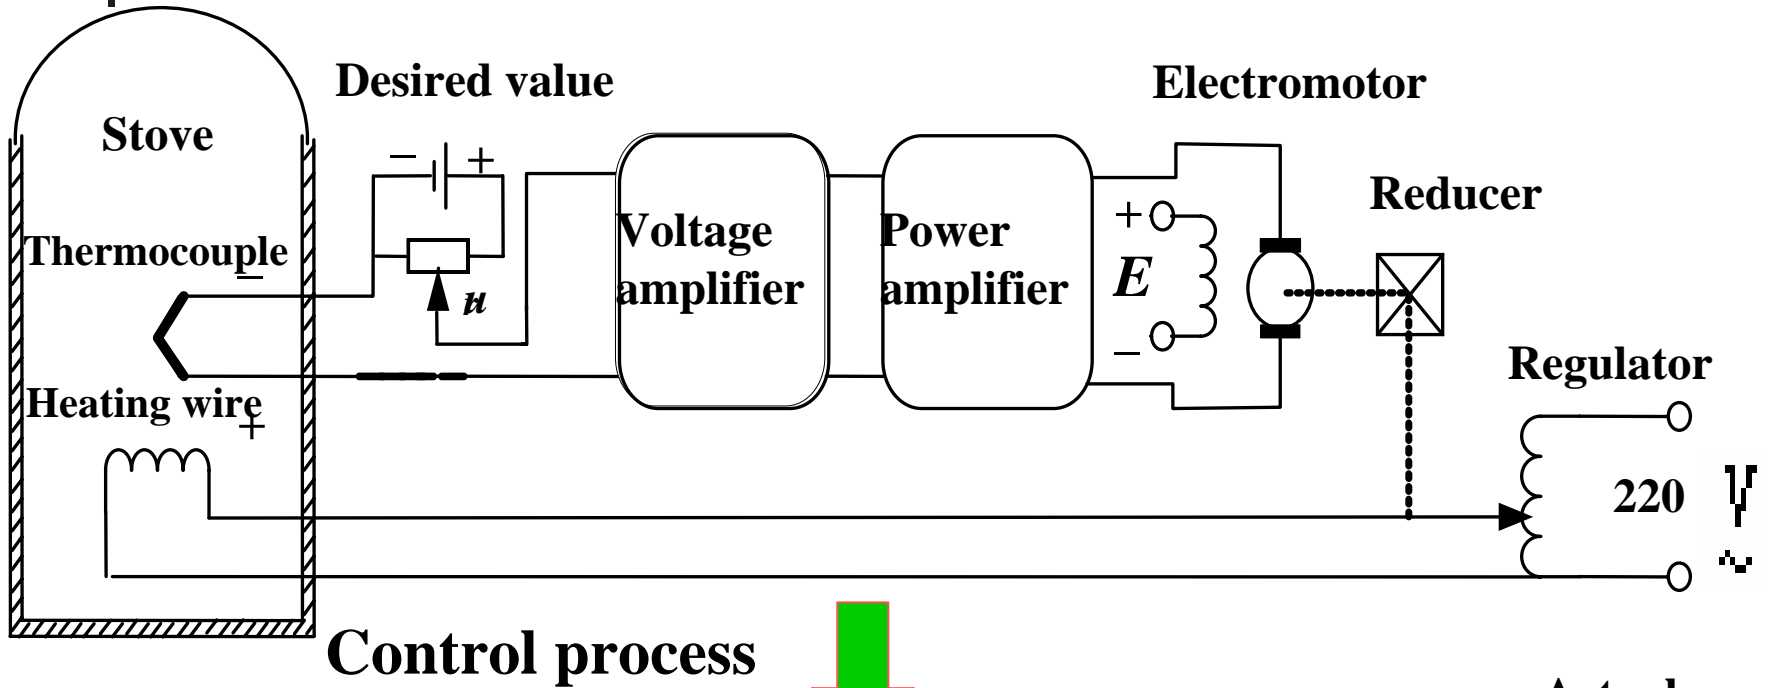 Desired value
Electromotor
Stove
Reducer
− +
Thermocouple
−
Voltage
amplifier
Power
amplifier
+
E
−
Regulator
Heating wire
+
220 V
~
Control process